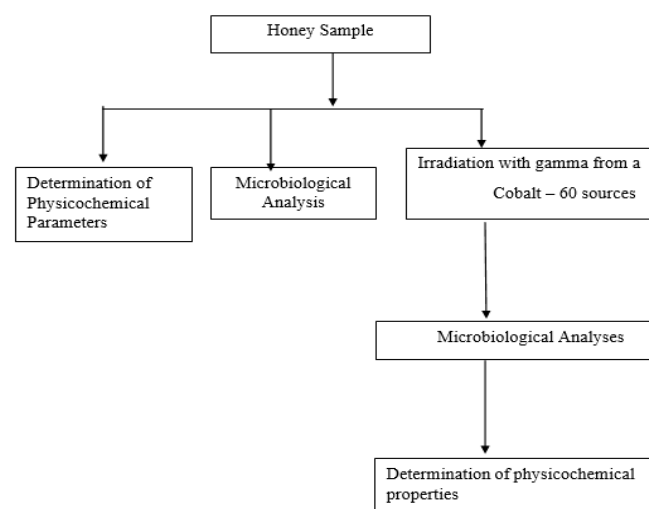 Honey Sample
Determination of
Physicochemical
Parameters
Microbiological
Analysis
Irradiation with gamma from a
Cobalt – 60 sources
Microbiological Analyses
Determination of physicochemical
properties